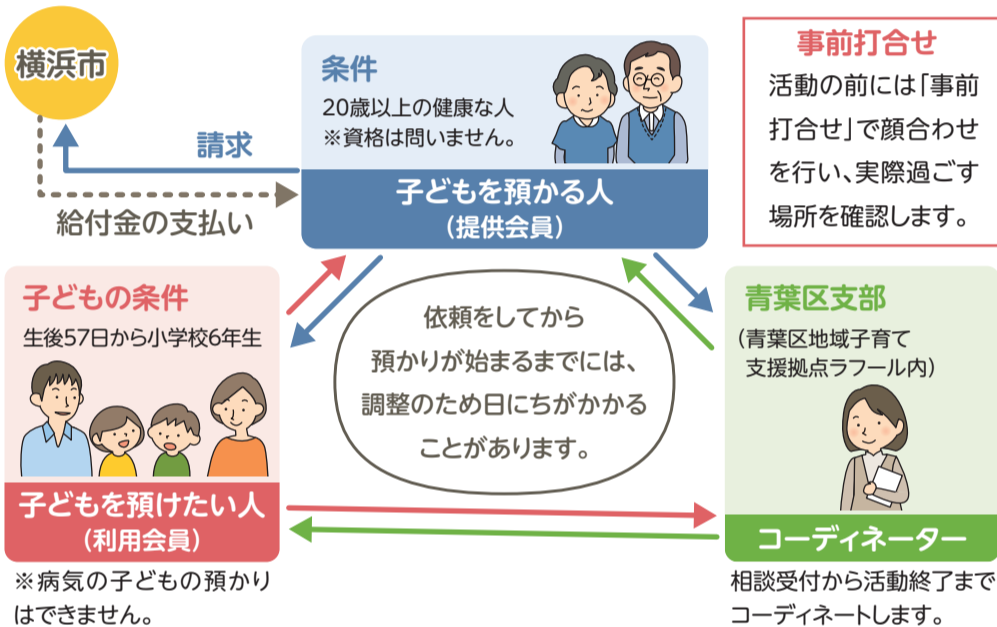 横浜市
請求
給付金の支払い
条件
20歳以上の健康な人
※資格は問いません。
子どもを預かる人
(提供会員)
事前打合せ
活動の前には「事前
打合せ」で顔合わせ
を行い、実際過ごす
場所を確認します。
子どもの条件
生後57日から小学校6年生
子どもを預けたい人
(利用会員)
※病気の子どもの預かり
はできません。
依頼をしてから
預かりが始まるまでには、
調整のため日にちがかかる
ことがあります。
青葉区支部
(青葉区地域子育て
支援拠点ラフール内)
コーディネーター
相談受付から活動終了まで
コーディネートします。